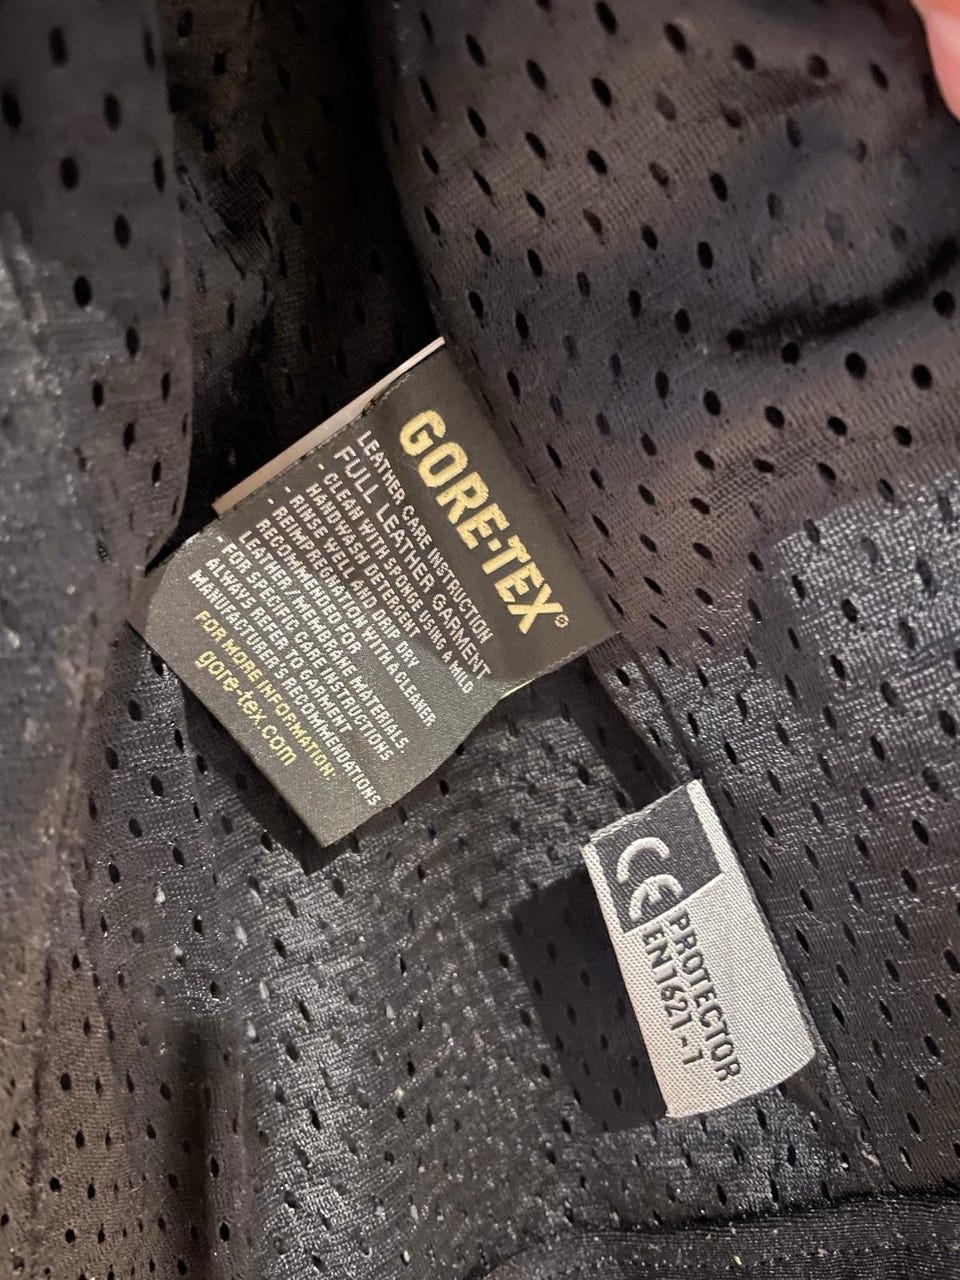 GORE-TEX®
LEATHER CARE INSTRUCTION
FULL LEATHER GARMENT
- CLEAN WITH SPONGE USING A MILD
HANDWASH DETERGENT
- RINS WELL AND DRIP DRY
- REIMPREGNATION WITH A CLEANER
RECOMMENDED FOR
LEATHER/MEMBRANE MATERIALS.
- FOR SPECIFIC CARE INSTRUCTIONS
ALWAYS REFER TO GARMENT
MANUFACTURER'S RECOMMENDATIONS
FOR MORE INFORMATION:
gore-tex.com
CE
PROTECTOR
EN1621-1